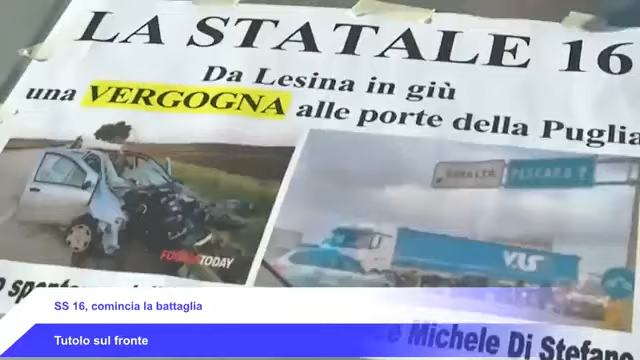 LA STATALE 16
Da Lesina in giù
una VERGOGNA alle porte della Puglia
PESCARA
VLS
FOGGIATODAY
Michele Di Stefano
SS 16, comincia la battaglia
Tutolo sul fronte